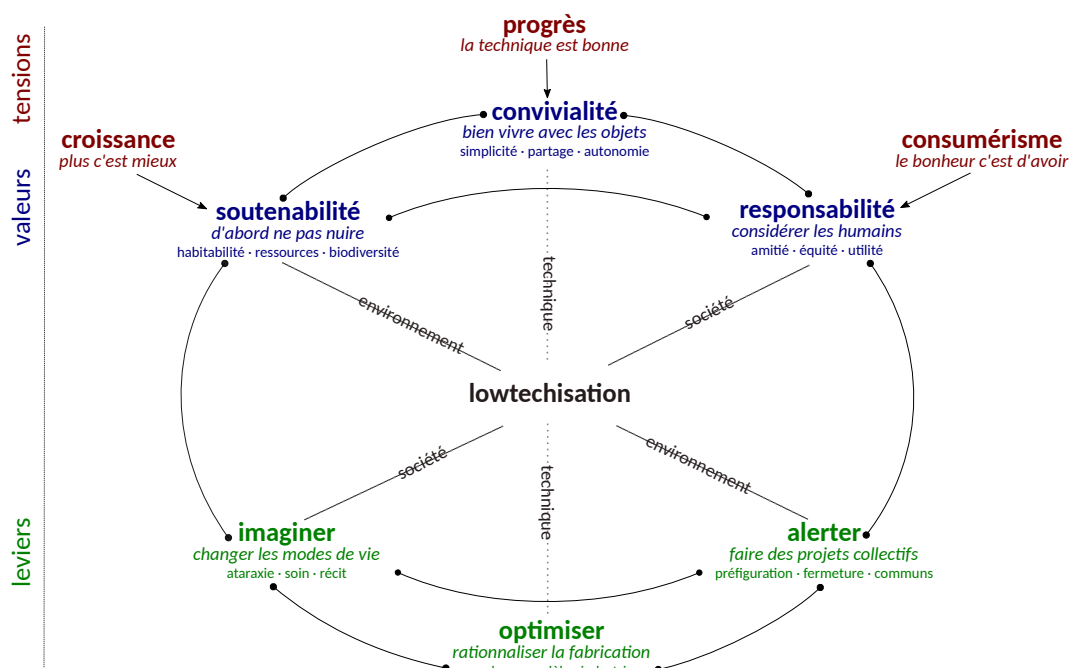 tensions
progrès
la technique est bonne
croissance
plus c'est mieux
convivialité
bien vivre avec les objets
simplicité · partage · autonomie
consumérisme
le bonheur c'est d'avoir
valeurs
soutenabilité
d'abord ne pas nuire
habitabilité · ressources · biodiversité
responsabilité
considérer les humains
amitié · équité · utilité
environnement
technique
société
lowtechisation
société
technique
environnement
leviers
imaginer
changer les modes de vie
ataraxie · soin · récit
alerter
faire des projets collectifs
préfiguration · fermeture · communs
optimiser
rationnaliser la fabrication